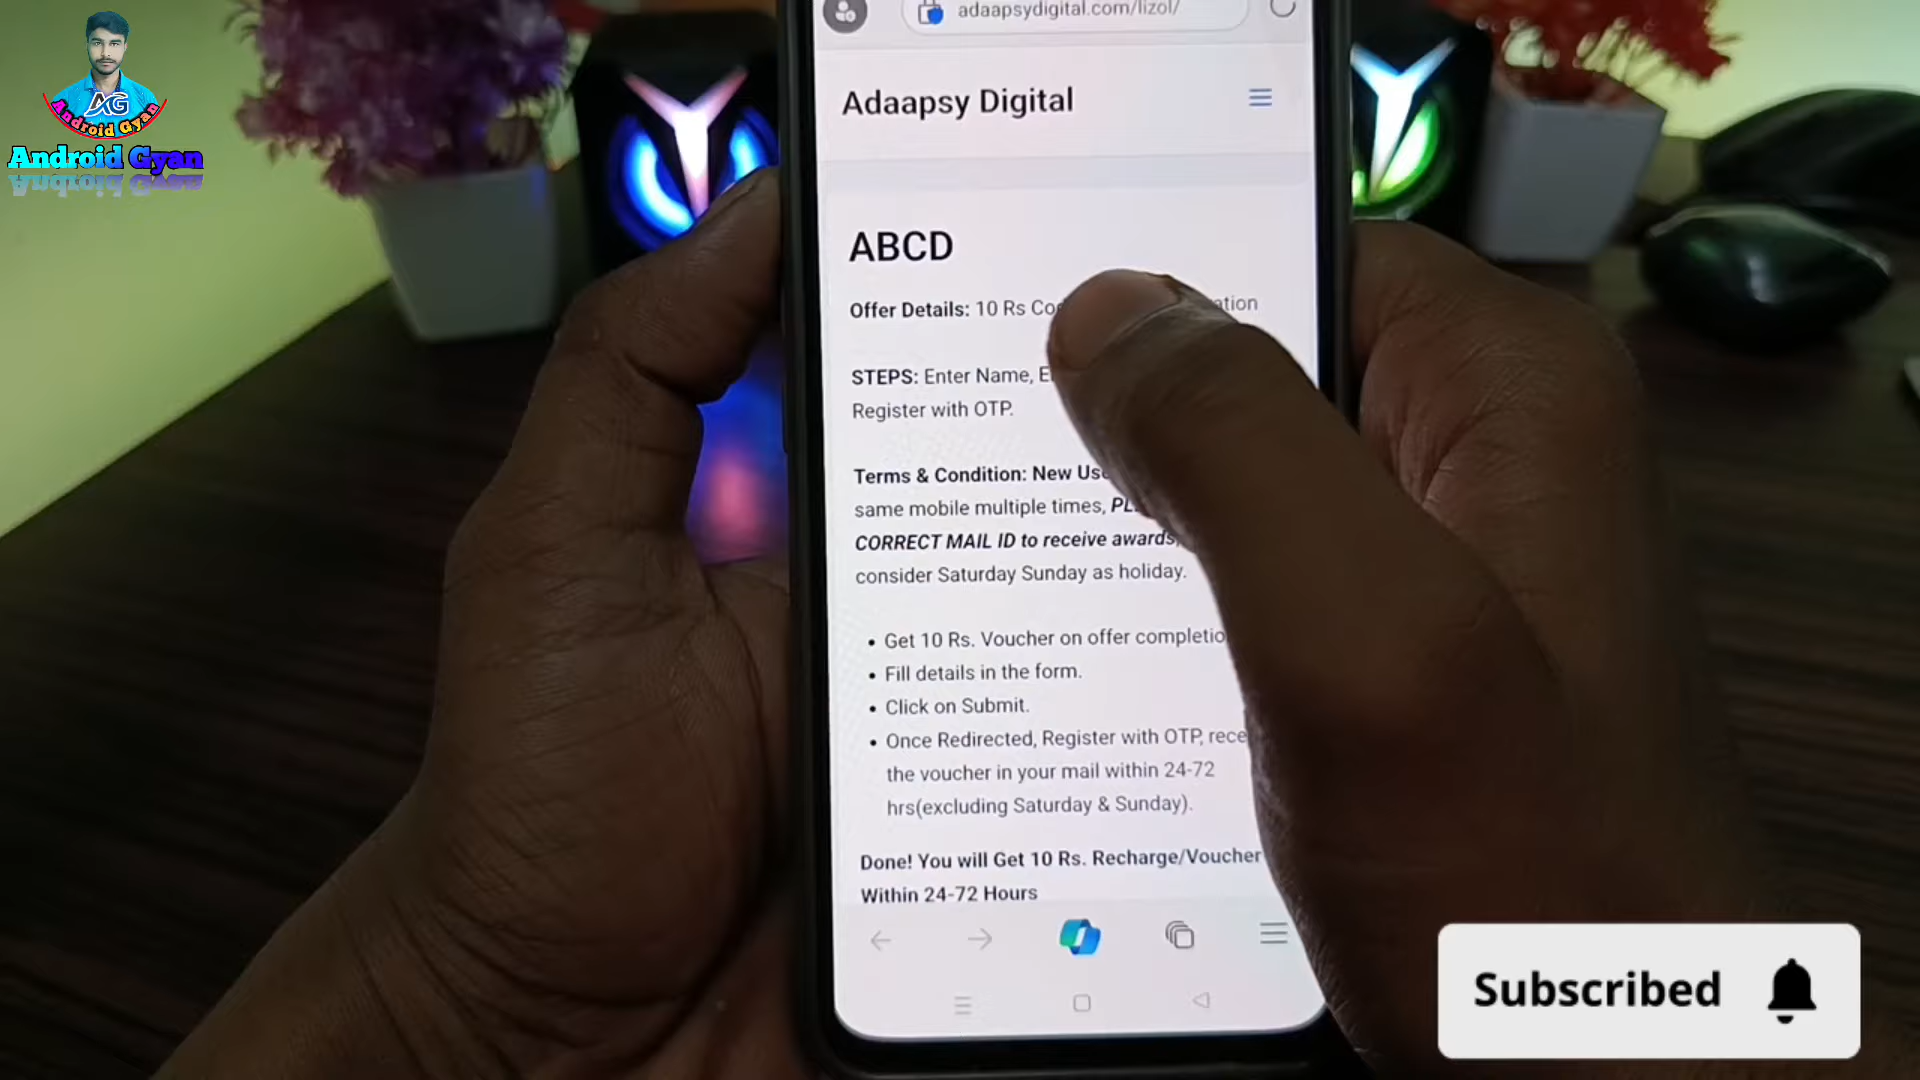 AG
Android Gyan
Android Gyan
adaapsydigital.com/lizol/
Adaapsy Digital
ABCD
Offer Details: 10 Rs
STEPS: Enter Name,
Register with OTP.
Terms & Condition: New
same mobile multiple times,
CORRECT MAIL ID to receive awards,
consider Saturday Sunday as holiday.
• Get 10 Rs. Voucher on offer
• Fill details in the form.
• Click on Submit.
• Once Redirected, Register with OTP,
the voucher in your mail within 24-72
hrs(excluding Saturday & Sunday).
Done! You will Get 10 Rs. Recharge/Voucher
Within 24-72 Hours
Subscribed